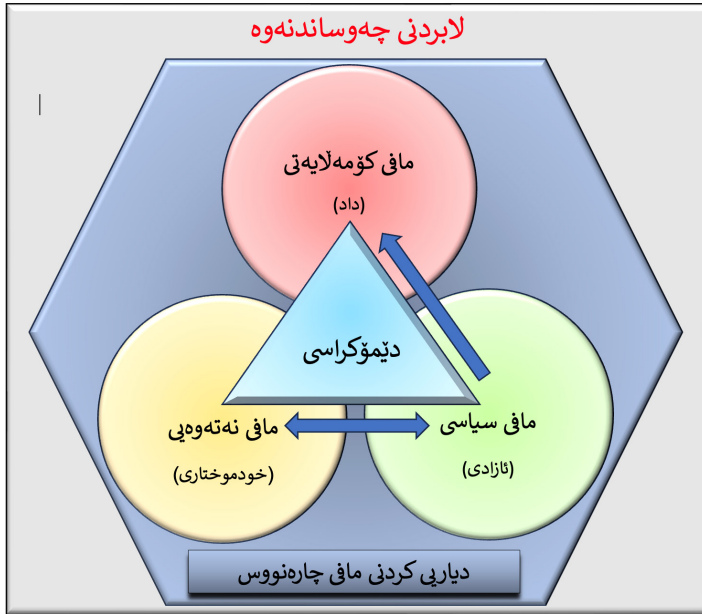 لابردنی چەوساندنەوە
مافی کۆمەڵایەتی
(داد)
دێمۆکراسی
مافی سیاسی
(ئازادی)
مافی نەتەوەیی
(خودموختاری)
دیاریی کردنی مافی چارەنووس